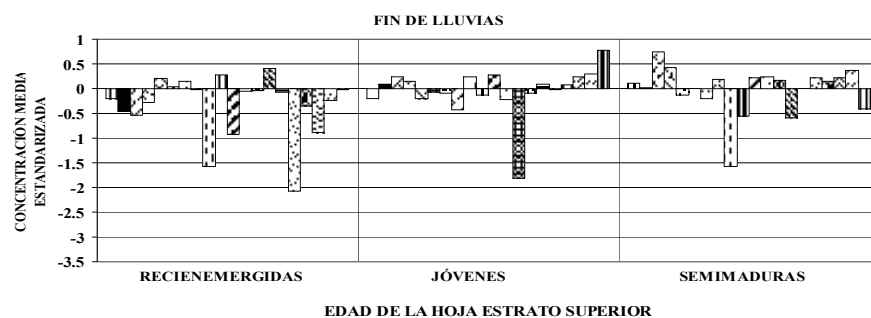 FIN DE LLUVIAS
CONCENTRACIÓN MEDIA
ESTANDARIZADA
1
0.5
0
-0.5
-1
-1.5
-2
-2.5
-3
-3.5
RECIENEMERGIDAS
JÓVENES
SEMIMADURAS
EDAD DE LA HOJA ESTRATO SUPERIOR